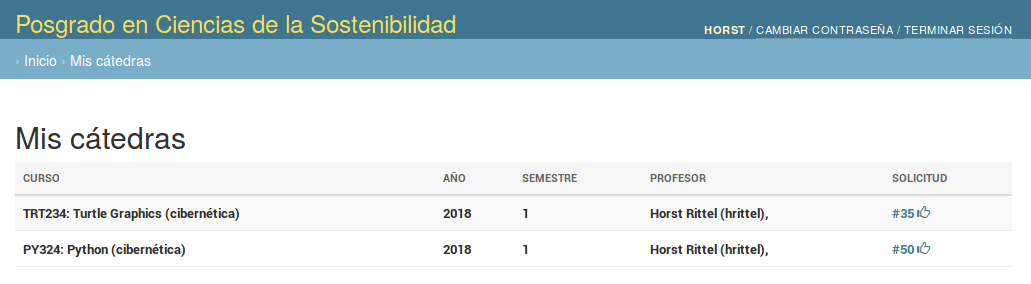 Posgrado en Ciencias de la Sostenibilidad
HORST / CAMBIAR CONTRASEÑA / TERMINAR SESIÓN
› Inicio › Mis cátedras
Mis cátedras
CURSO AÑO SEMESTRE PROFESOR SOLICITUD
TRT234: Turtle Graphics (cibernética) 2018 1 Horst Rittel (hrittel), #35
PY324: Python (cibernética) 2018 1 Horst Rittel (hrittel), #50